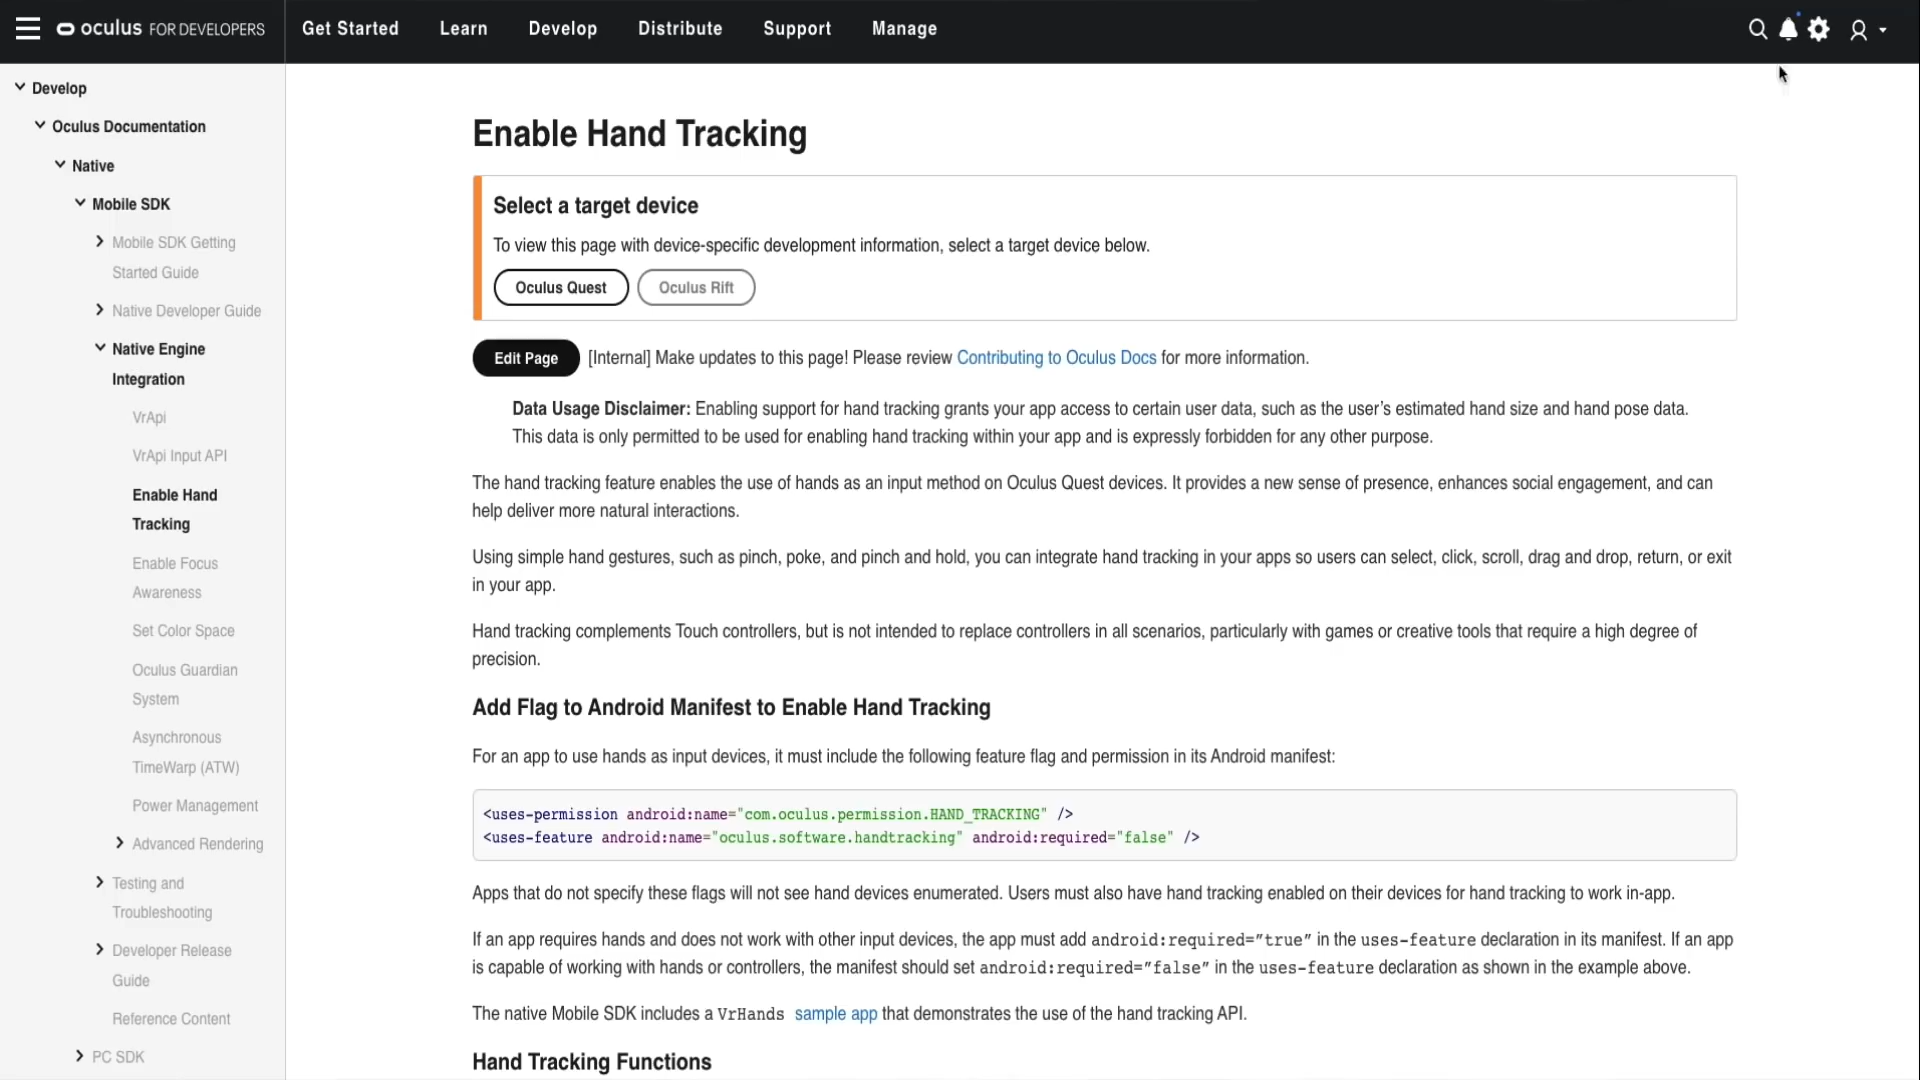 oculus FOR DEVELOPERS
Get Started
Learn
Develop
Distribute
Support
Manage
Develop
Oculus Documentation
Native
Mobile SDK
Mobile SDK Getting
Started Guide
Native Developer Guide
Native Engine
Integration
VrApi
VrApi Input API
Enable Hand
Tracking
Enable Focus
Awareness
Set Color Space
Oculus Guardian
System
Asynchronous
TimeWarp (ATW)
Power Management
Advanced Rendering
Testing and
Troubleshooting
Developer Release
Guide
Reference Content
PC SDK
Enable Hand Tracking
Select a target device
To view this page with device-specific development information, select a target device below.
Oculus Quest
Oculus Rift
Edit Page [Internal] Make updates to this page! Please review Contributing to Oculus Docs for more information.
Data Usage Disclaimer: Enabling support for hand tracking grants your app access to certain user data, such as the user's estimated hand size and hand pose data.
This data is only permitted to be used for enabling hand tracking within your app and is expressly forbidden for any other purpose.
The hand tracking feature enables the use of hands as an input method on Oculus Quest devices. It provides a new sense of presence, enhances social engagement, and can
help deliver more natural interactions.
Using simple hand gestures, such as pinch, poke, and pinch and hold, you can integrate hand tracking in your apps so users can select, click, scroll, drag and drop, return, or exit
in your app.
Hand tracking complements Touch controllers, but is not intended to replace controllers in all scenarios, particularly with games or creative tools that require a high degree of
precision.
Add Flag to Android Manifest to Enable Hand Tracking
For an app to use hands as input devices, it must include the following feature flag and permission in its Android manifest:
<uses-permission android:name="com.oculus.permission.HAND_TRACKING" />
<uses-feature android:name="oculus.software.handtracking" android:required="false" />
Apps that do not specify these flags will not see hand devices enumerated. Users must also have hand tracking enabled on their devices for hand tracking to work in-app.
If an app requires hands and does not work with other input devices, the app must add android:required=”true” in the uses-feature declaration in its manifest. If an app
is capable of working with hands or controllers, the manifest should set android:required=”false” in the uses-feature declaration as shown in the example above.
The native Mobile SDK includes a VrHands sample app that demonstrates the use of the hand tracking API.
Hand Tracking Functions